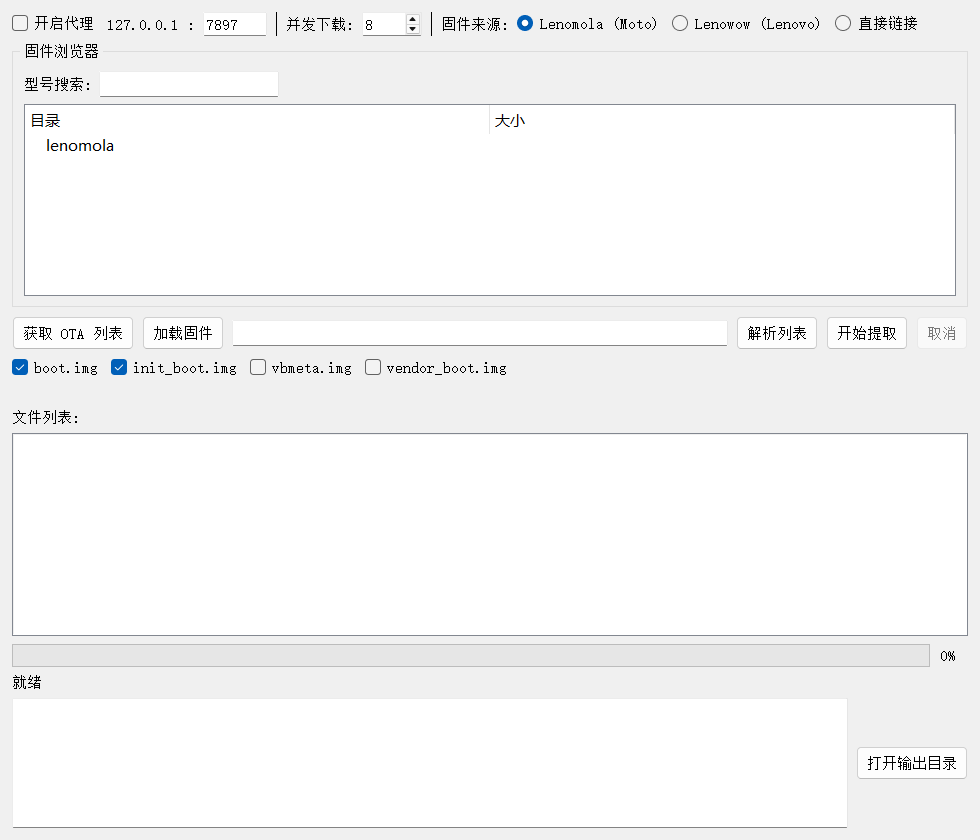 开启代理 127.0.0.1 : 7897 并发下载: 8 固件来源: Lenomola (Moto) Lenowow (Lenovo) 直接链接
固件浏览器
型号搜索:
目录 大小
lenomola
获取 OTA 列表 加载固件 解析列表 开始提取 取消
boot.img init_boot.img vbmeta.img vendor_boot.img
文件列表:
0%
就绪
打开输出目录